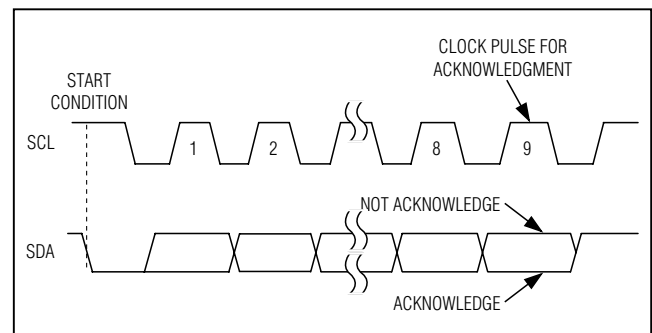 CLOCK PULSE FOR
ACKNOWLEDGMENT
START
CONDITION
SCL
1
2
8
9
NOT ACKNOWLEDGE
SDA
ACKNOWLEDGE